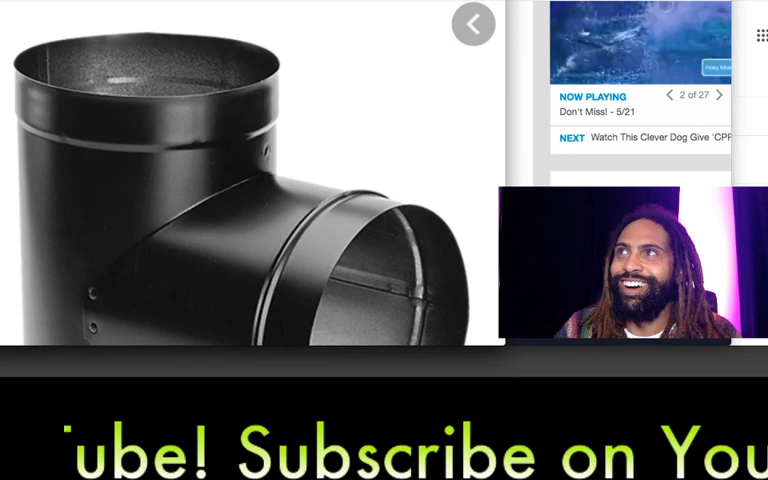 NOW PLAYING
2 of 27
Don't Miss! - 5/21
NEXT Watch This Clever Dog Give 'CPR
ube! Subscribe on You